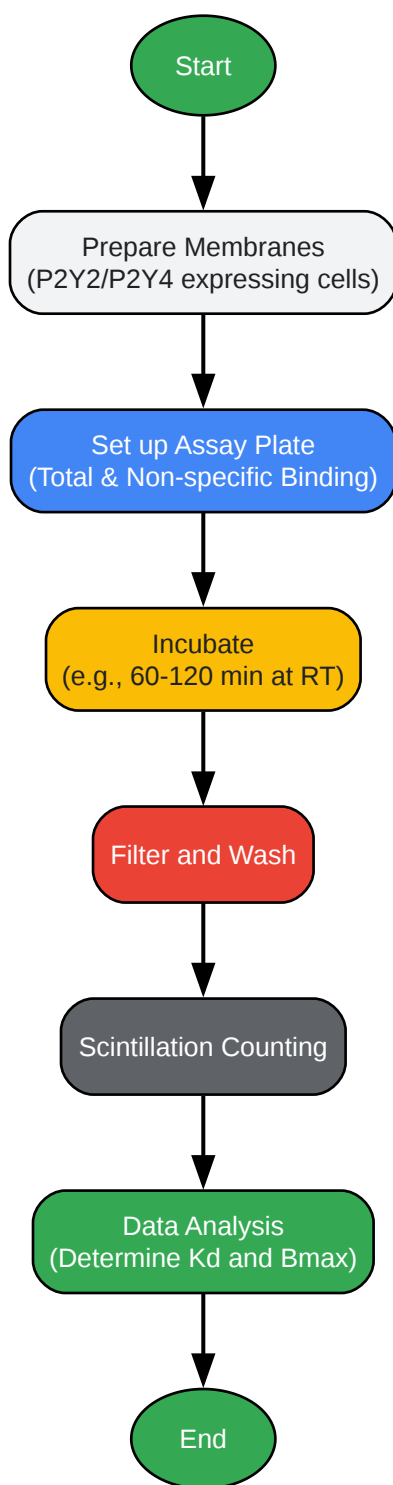 Start
Prepare Membranes
(P2Y2/P2Y4 expressing cells)
Set up Assay Plate
(Total & Non-specific Binding)
Incubate
(e.g., 60-120 min at RT)
Filter and Wash
Scintillation Counting
Data Analysis
(Determine Kd and Bmax)
End